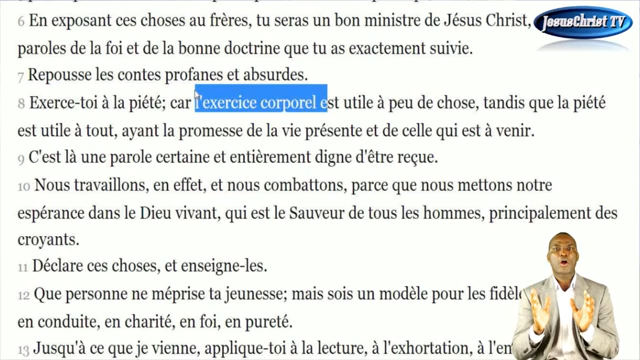 6 En exposant ces choses au frères, tu seras un bon ministre de Jésus Christ,
JesusChrist TV
paroles de la foi et de la bonne doctrine que tu as exactement suivie.
7 Repousse les contes profanes et absurdes.
8 Exerce-toi à la piété; car l'exercice corporel est utile à peu de chose, tandis que la piété
est utile à tout, ayant la promesse de la vie présente et de celle qui est à venir.
9 C'est là une parole certaine et entièrement digne d'être reçue.
10 Nous travaillons, en effet, et nous combattons, parce que nous mettons notre
espérance dans le Dieu vivant, qui est le Sauveur de tous les hommes, principalement des
croyants.
11 Déclare ces choses, et enseigne-les.
12 Que personne ne méprise ta jeunesse; mais sois un modèle pour les
en conduite, en charité, en foi, en pureté.
13 Jusqu'à ce que je vienne, applique-toi à la lecture, à l'exhortation, à